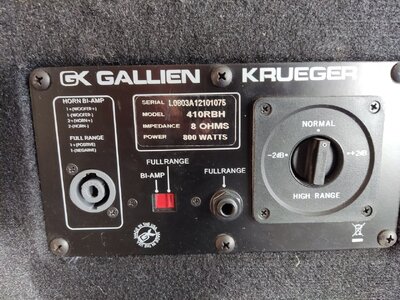 GK GALLIEN KRUEGER
HORN BI-AMP
1+(WOOFER+)
1-(WOOFER-)
2+(HORN+)
2-(HORN-)
FULL RANGE
1+(POSITIVE)
1-(NEGATIVE)
SERIAL L0803A12101075
MODEL 410RBH
IMPEDANCE 8 OHMS
POWER 800 WATTS
FULLRANGE
BI-AMP
FULLRANGE
NORMAL
-2dB
+2dB
HIGH RANGE